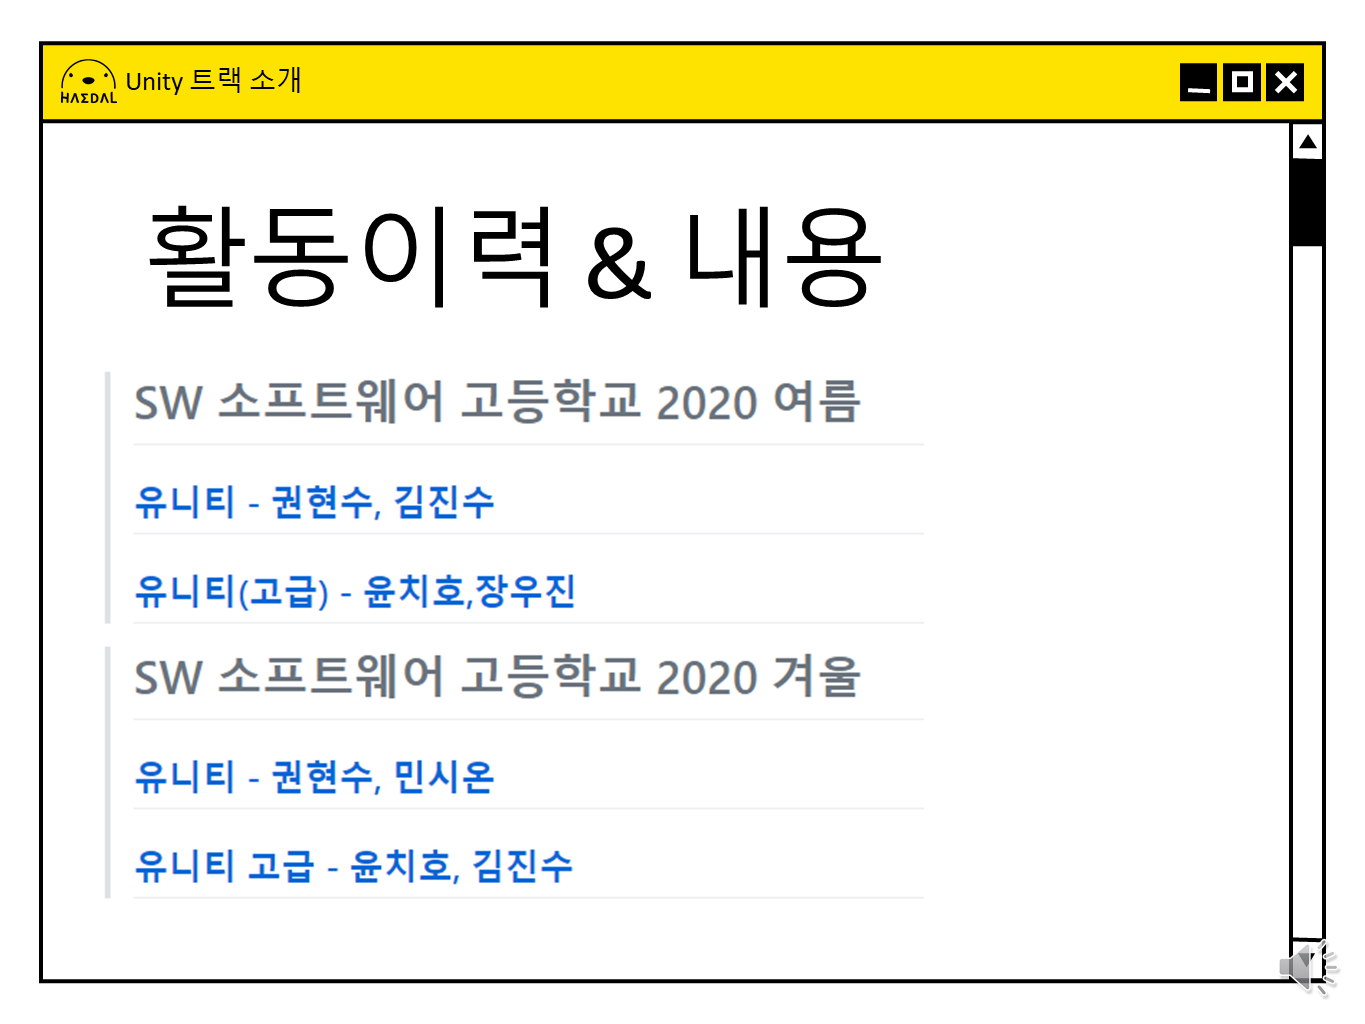 HAΣDAL
Unity 트랙 소개
활동이력 & 내용
SW 소프트웨어 고등학교 2020 여름
유니티 - 권현수, 김진수
유니티(고급) - 윤치호,장우진
SW 소프트웨어 고등학교 2020 겨울
유니티 - 권현수, 민시온
유니티 고급 - 윤치호, 김진수